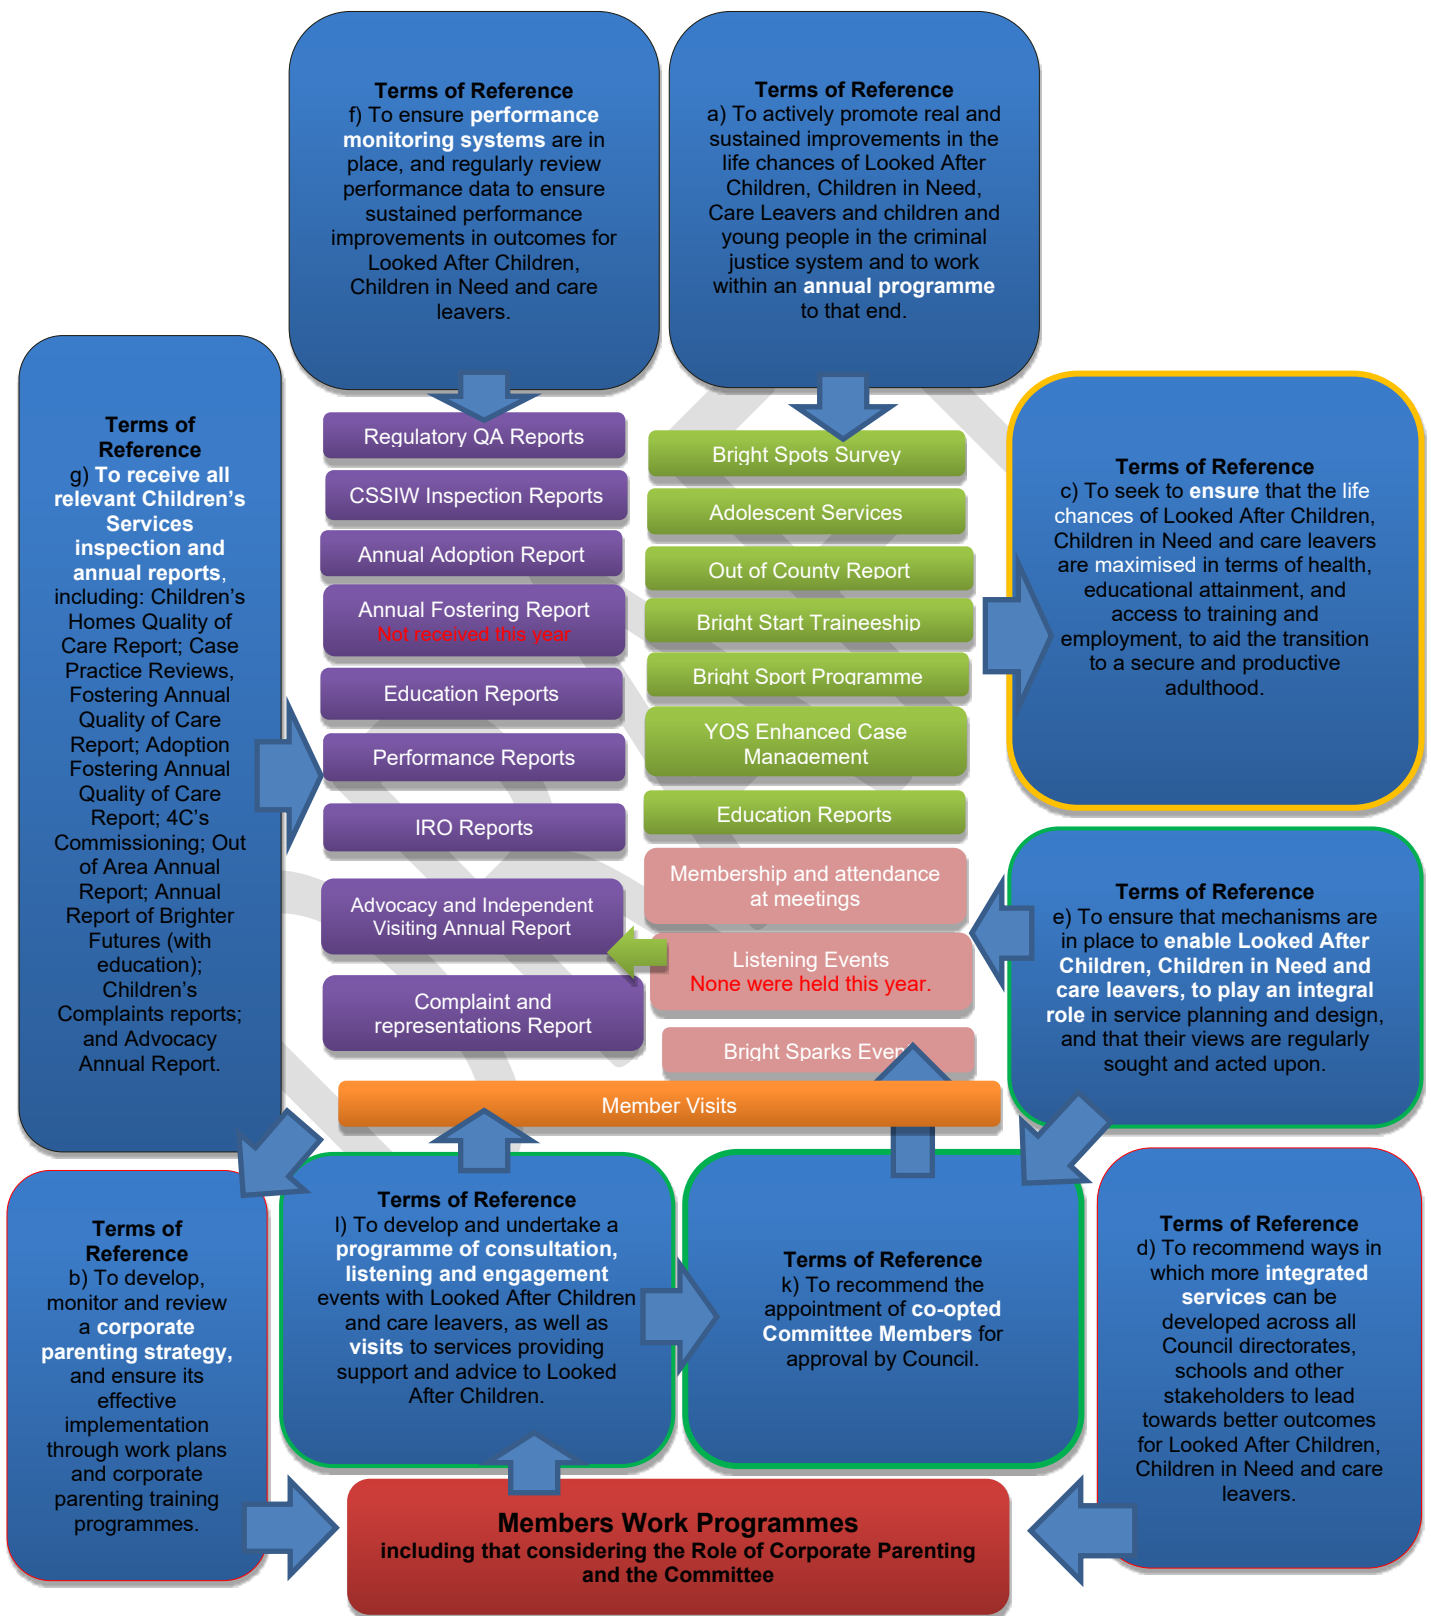 Terms of Reference
f) To ensure performance
monitoring systems are in
place, and regularly review
performance data to ensure
sustained performance
improvements in outcomes for
Looked After Children,
Children in Need and care
leavers.
Terms of Reference
a) To actively promote real and
sustained improvements in the
life chances of Looked After
Children, Children in Need,
Care Leavers and children and
young people in the criminal
justice system and to work
within an annual programme
to that end.
Terms of
Reference
g) To receive all
relevant Children’s
Services
inspection and
annual reports,
including: Children’s
Homes Quality of
Care Report; Case
Practice Reviews,
Fostering Annual
Quality of Care
Report; Adoption
Fostering Annual
Quality of Care
Report; 4C’s
Commissioning; Out
of Area Annual
Report; Annual
Report of Brighter
Futures (with
education);
Children’s
Complaints reports;
and Advocacy
Annual Report.
Regulatory QA Reports
CSSIW Inspection Reports
Annual Adoption Report
Annual Fostering Report
Not received this year
Education Reports
Performance Reports
IRO Reports
Advocacy and Independent
Visiting Annual Report
Complaint and
representations Report
Bright Spots Survey
Adolescent Services
Out of County Report
Bright Start Traineeship
Bright Sport Programme
YOS Enhanced Case
Management
Education Reports
Membership and attendance
at meetings
Listening Events
None were held this year.
Bright Sparks Event
Member Visits
Terms of Reference
c) To seek to ensure that the life
chances of Looked After Children,
Children in Need and care leavers
are maximised in terms of health,
educational attainment, and
access to training and
employment, to aid the transition
to a secure and productive
adulthood.
Terms of Reference
e) To ensure that mechanisms are
in place to enable Looked After
Children, Children in Need and
care leavers, to play an integral
role in service planning and design,
and that their views are regularly
sought and acted upon.
Terms of
Reference
b) To develop,
monitor and review
a corporate
parenting strategy,
and ensure its
effective
implementation
through work plans
and corporate
parenting training
programmes.
Terms of Reference
l) To develop and undertake a
programme of consultation,
listening and engagement
events with Looked After Children
and care leavers, as well as
visits to services providing
support and advice to Looked
After Children.
Terms of Reference
k) To recommend the
appointment of co-opted
Committee Members for
approval by Council.
Terms of Reference
d) To recommend ways in
which more integrated
services can be
developed across all
Council directorates,
schools and other
stakeholders to lead
towards better outcomes
for Looked After Children,
Children in Need and care
leavers.
Members Work Programmes
including that considering the Role of Corporate Parenting
and the Committee